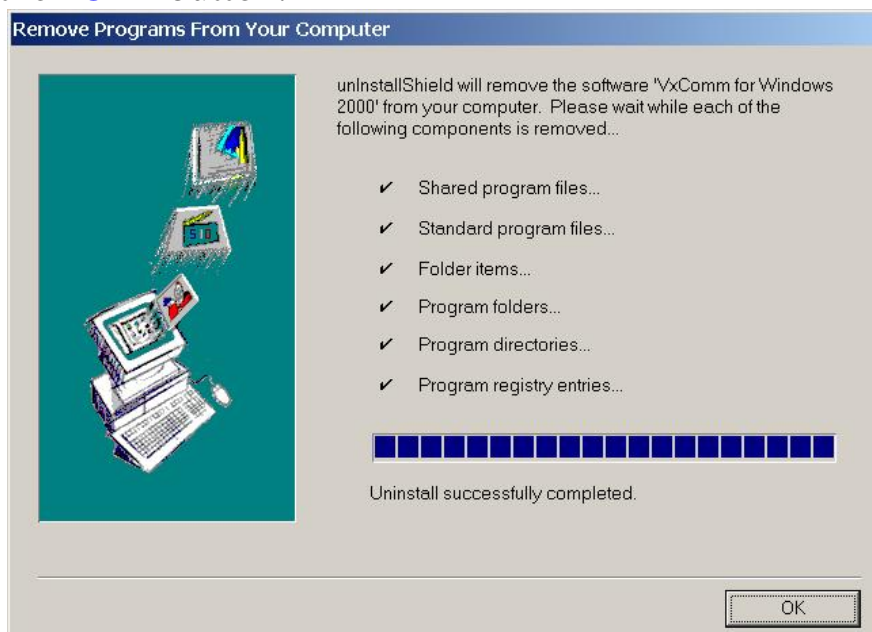 Remove Programs From Your Computer
unInstallShield will remove the software 'VxComm for Windows
2000' from your computer. Please wait while each of the
following components is removed...
✔ Shared program files...
✔ Standard program files...
✔ Folder items...
✔ Program folders...
✔ Program directories...
✔ Program registry entries...
Uninstall successfully completed.
OK